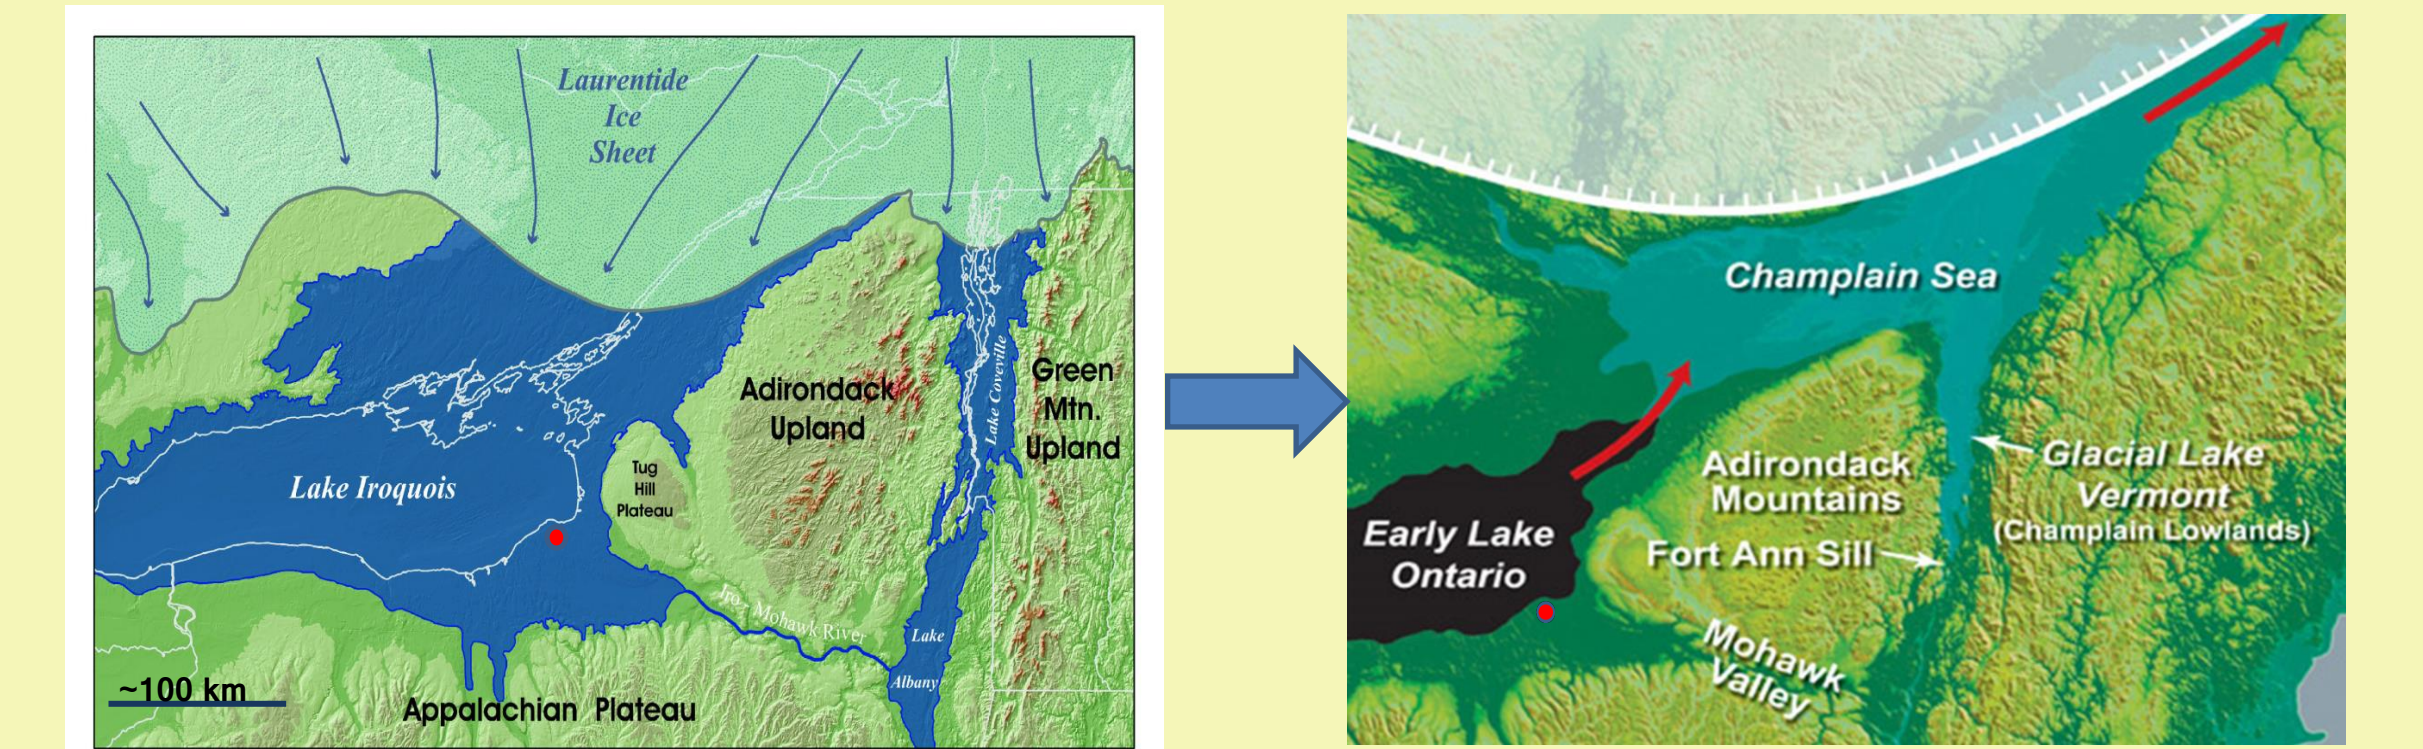 Laurentide
Ice
Sheet
Adirondack
Upland
Lake Coveville
Green
Mtn.
Upland
Tug
Hill
Plateau
Lake Iroquois
Iro - Mohawk River
Lake
Albany
~100 km
Appalachian Plateau
Champlain Sea
Adirondack
Mountains
Glacial Lake
Vermont
(Champlain Lowlands)
Early Lake
Ontario
Fort Ann Sill
Mohawk
Valley